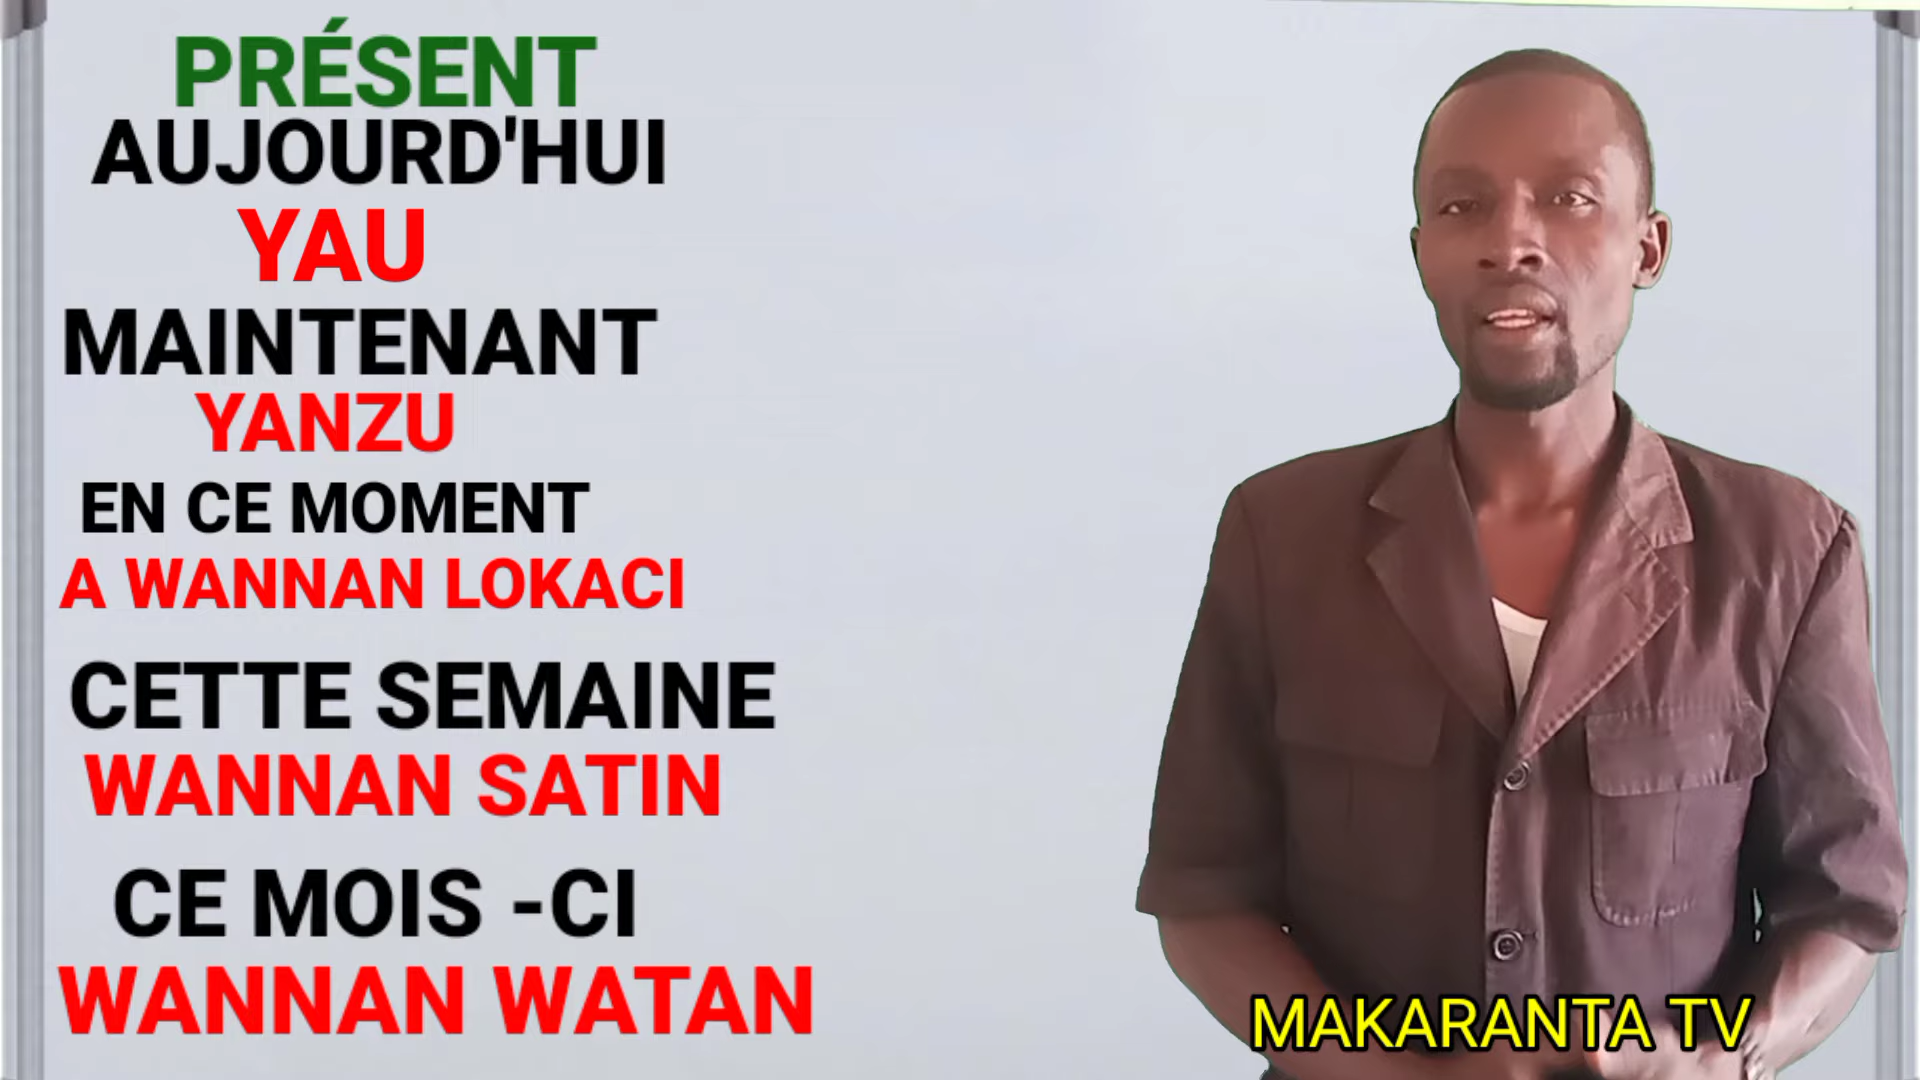 PRÉSENT
AUJOURD'HUI
YAU
MAINTENANT
YANZU
EN CE MOMENT
A WANNAN LOKACI
CETTE SEMAINE
WANNAN SATIN
CE MOIS -CI
WANNAN WATAN
MAKARANTA TV